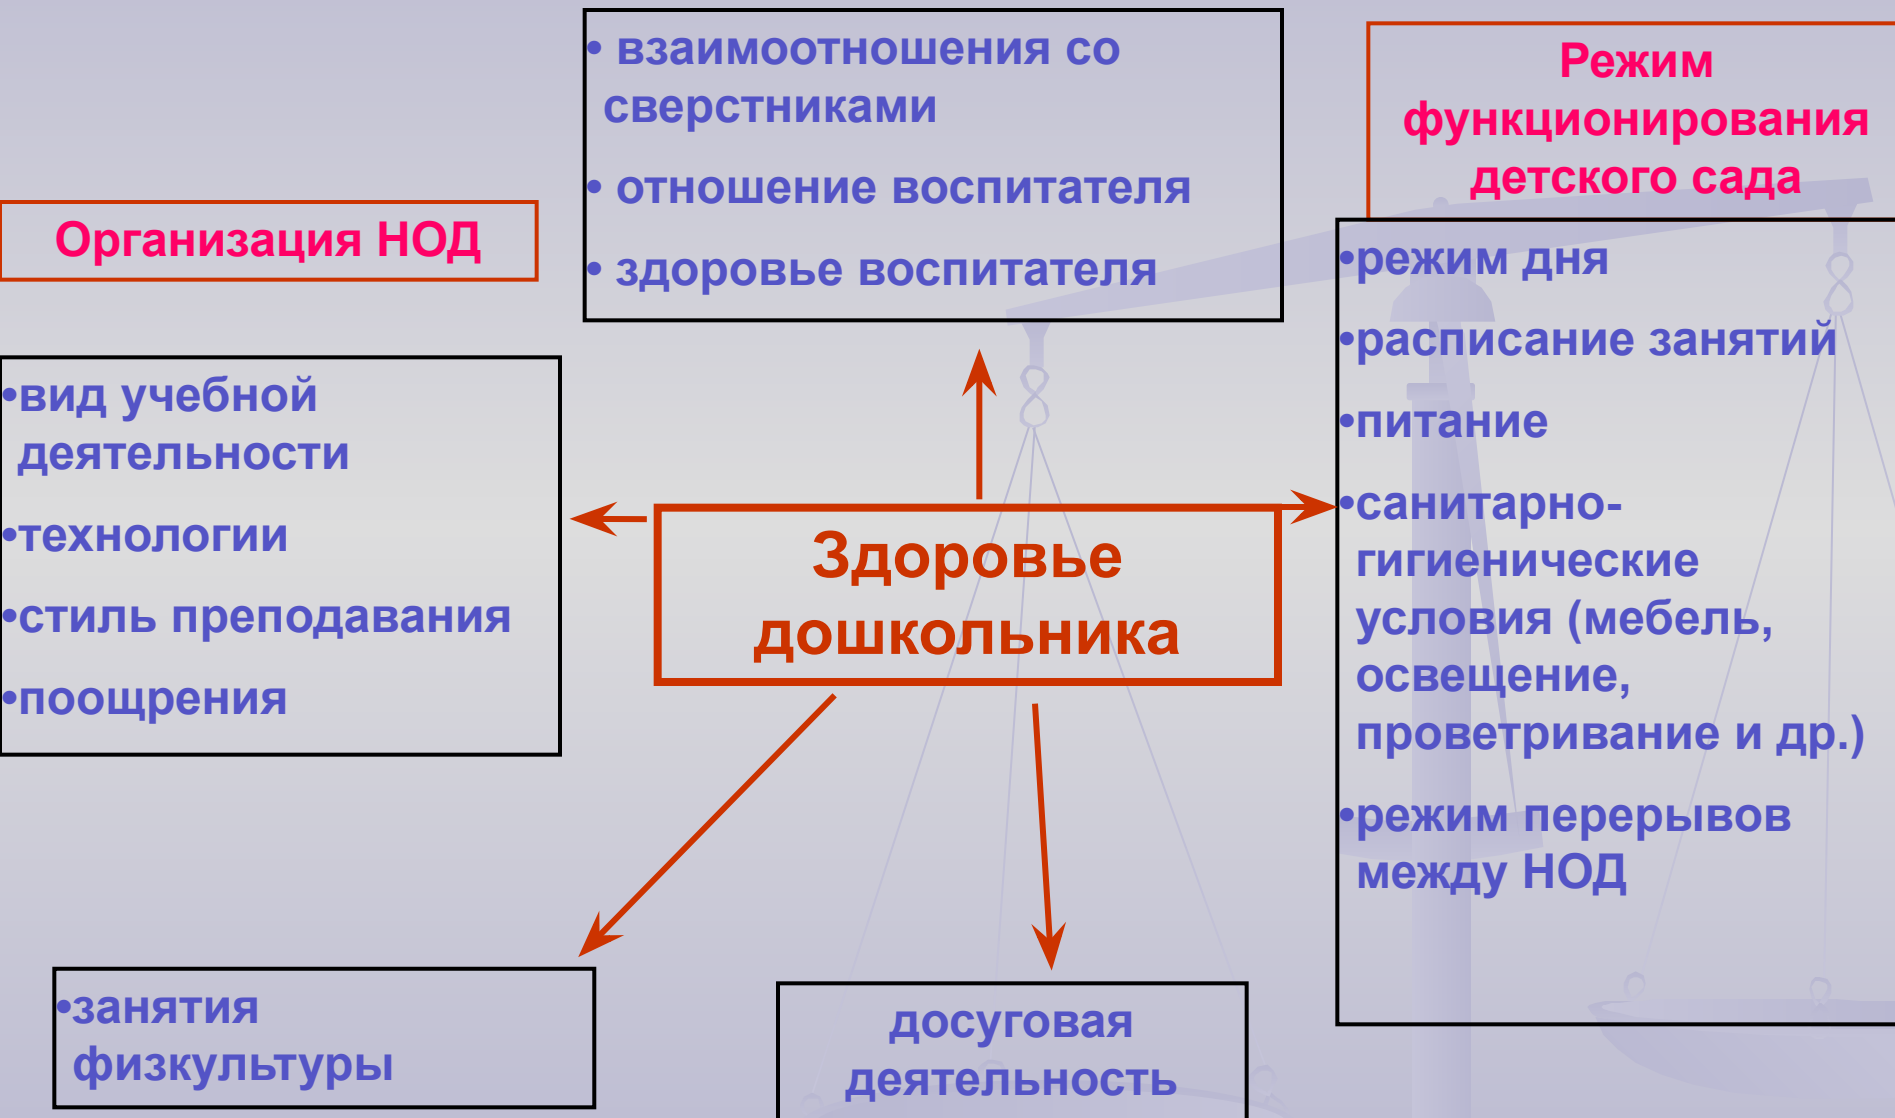 • взаимоотношения со
сверстниками
• отношение воспитателя
• здоровье воспитателя
Режим
функционирования
детского сада
Организация НОД
•режим дня
•расписание занятий
•питание
•санитарно-
гигиенические
условия (мебель,
освещение,
проветривание и др.)
•режим перерывов
между НОД
•вид учебной
деятельности
•технологии
•стиль преподавания
•поощрения
Здоровье
дошкольника
•занятия
физкультуры
досуговая
деятельность